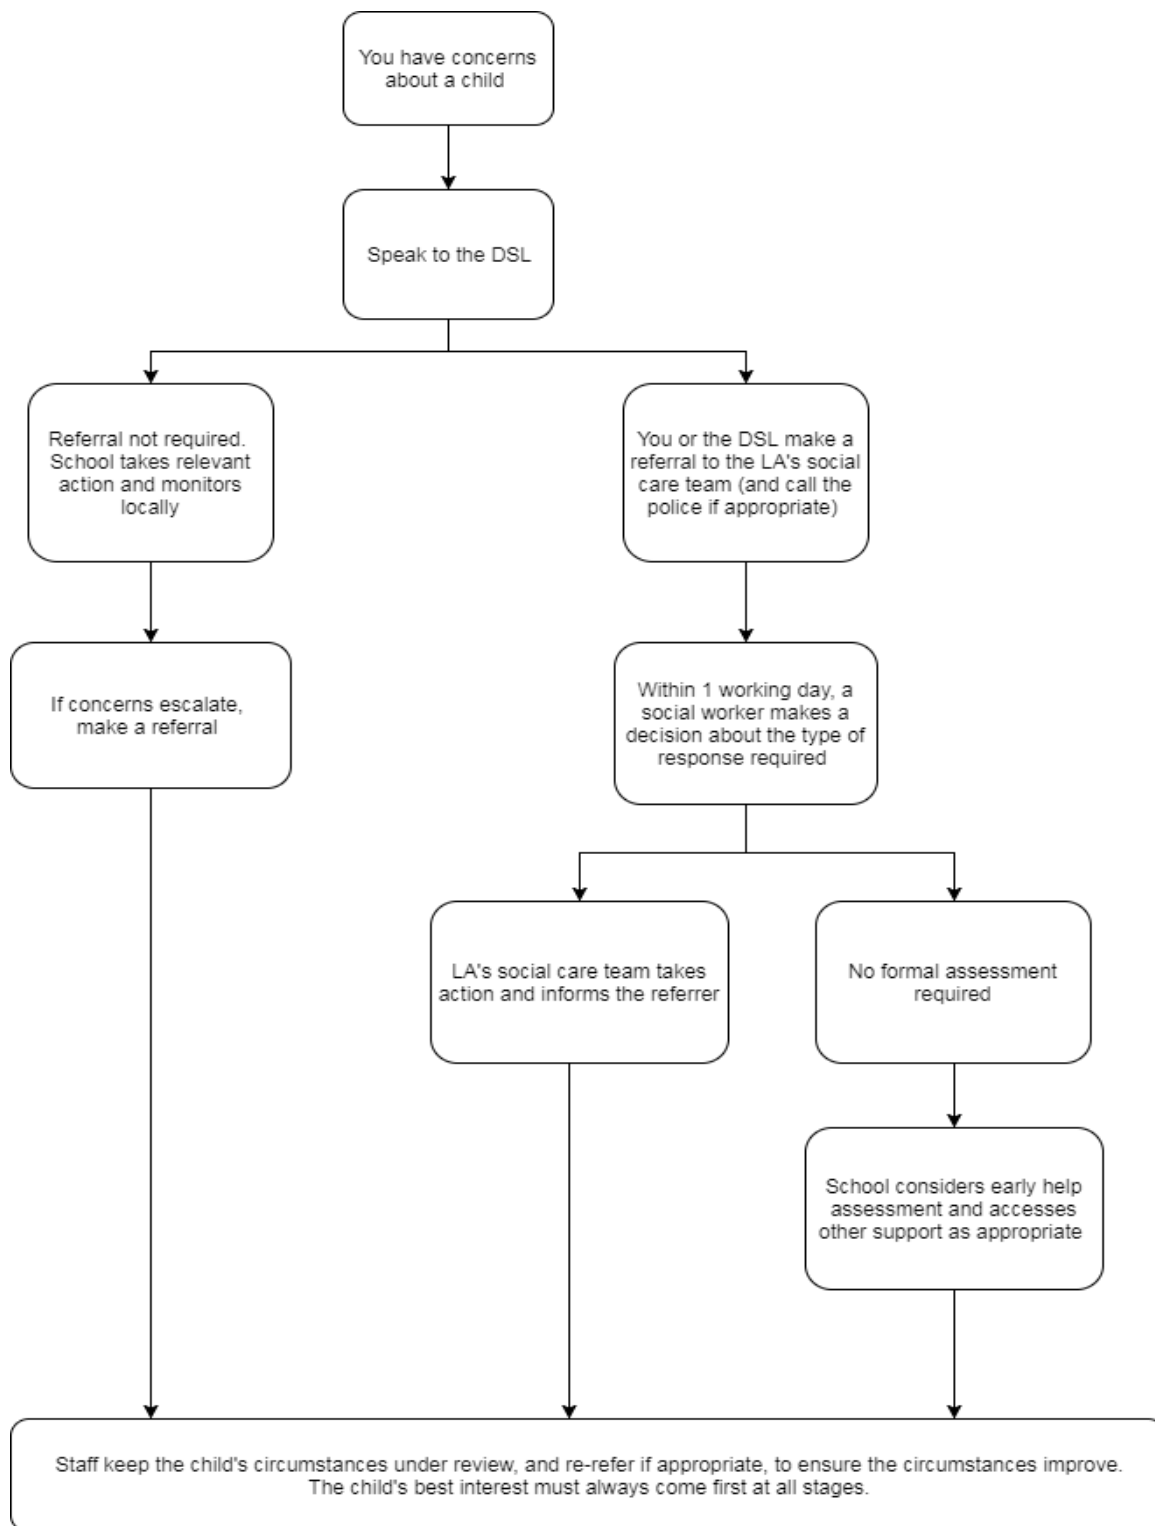 You have concerns
about a child
Speak to the DSL
Referral not required.
School takes relevant
action and monitors
locally
You or the DSL make a
referral to the LA's social
care team (and call the
police if appropriate)
If concerns escalate,
make a referral
Within 1 working day, a
social worker makes a
decision about the type of
response required
LA's social care team takes
action and informs the referrer
No formal assessment
required
School considers early help
assessment and accesses
other support as appropriate
Staff keep the child's circumstances under review, and re-refer if appropriate, to ensure the circumstances improve.
The child's best interest must always come first at all stages.